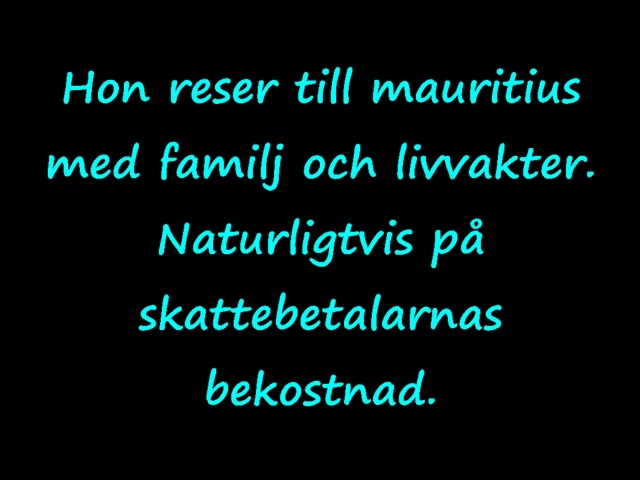 Hon reser till mauritius
med familj och livvakter.
Naturligtvis på
skattebetalarnas
bekostnad.